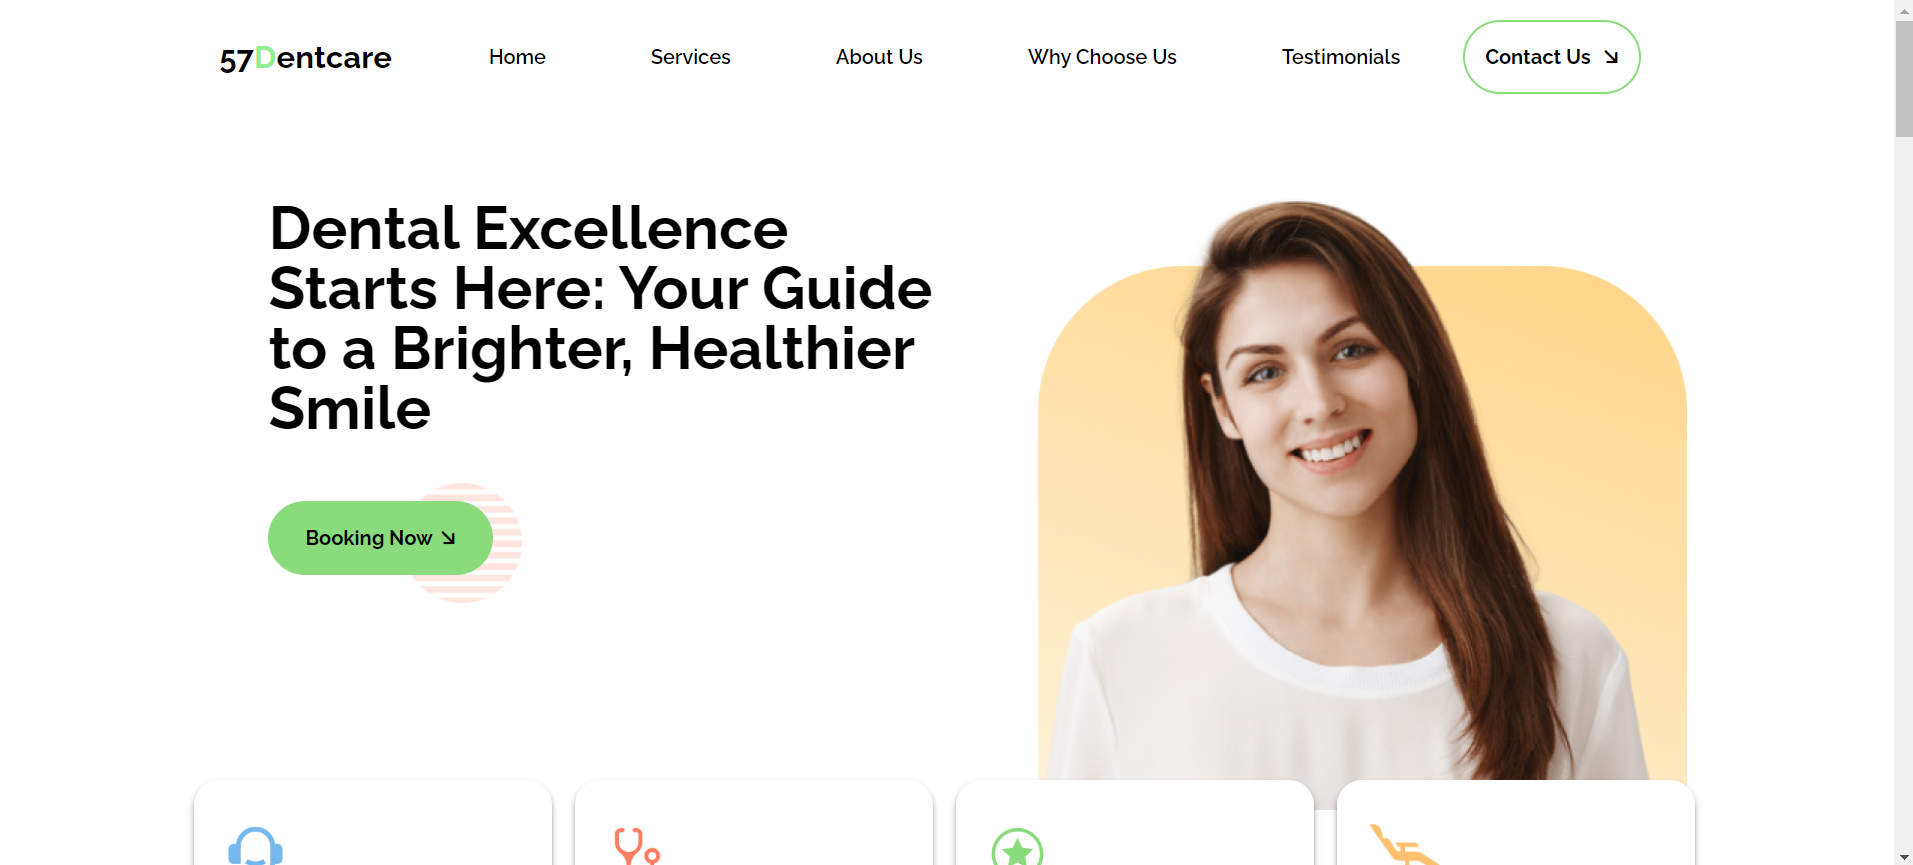 57Dentcare
Home
Services
About Us
Why Choose Us
Testimonials
Contact Us
Dental Excellence
Starts Here: Your Guide
to a Brighter, Healthier
Smile
Booking Now